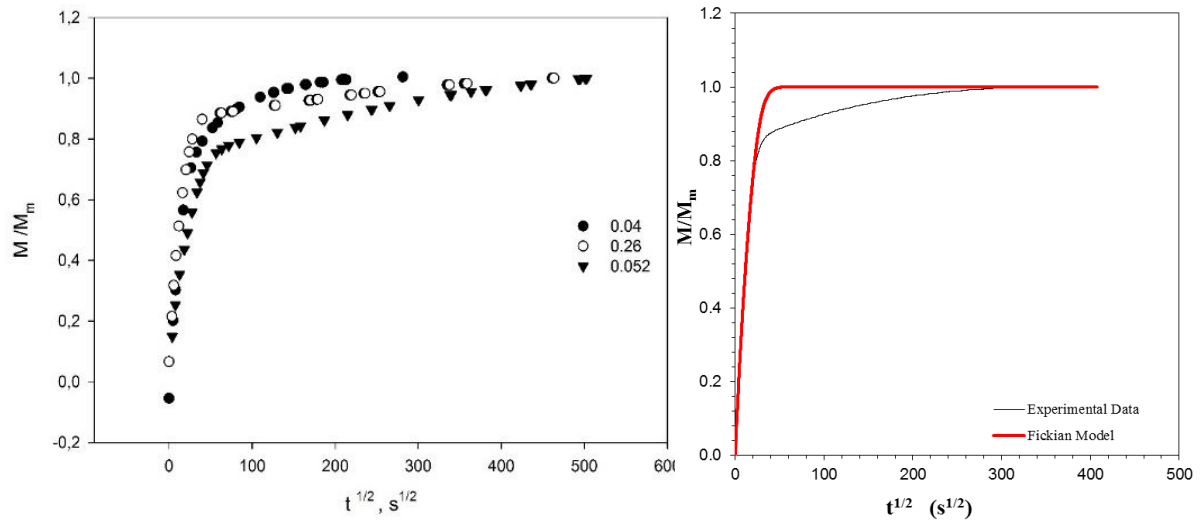 1,2
1,0
0,8
0,6
0,4
0,2
0,0
-0,2
M /Mm
0 100 200 300 400 500 600
t 1/2 , s1/2
0.04
0.26
0.052
1.2
1.0
0.8
0.6
0.4
0.2
0.0
M/Mm
0 100 200 300 400 500
t1/2 (s1/2)
Experimental Data
Fickian Model